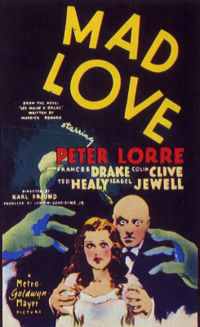 MAD
LOVE
FROM THE NOVEL
"LES MAINS D'ORLAC"
WRITTEN BY
MAURICE RENARD
starring
PETER LORRE
with FRANCES DRAKE COLIN CLIVE
TED HEALY ISABEL JEWELL
DIRECTED BY
KARL FREUND
PRODUCED BY JOHN W. CONSIDINE JR.
A
Metro
Goldwyn
Mayer
PICTURE